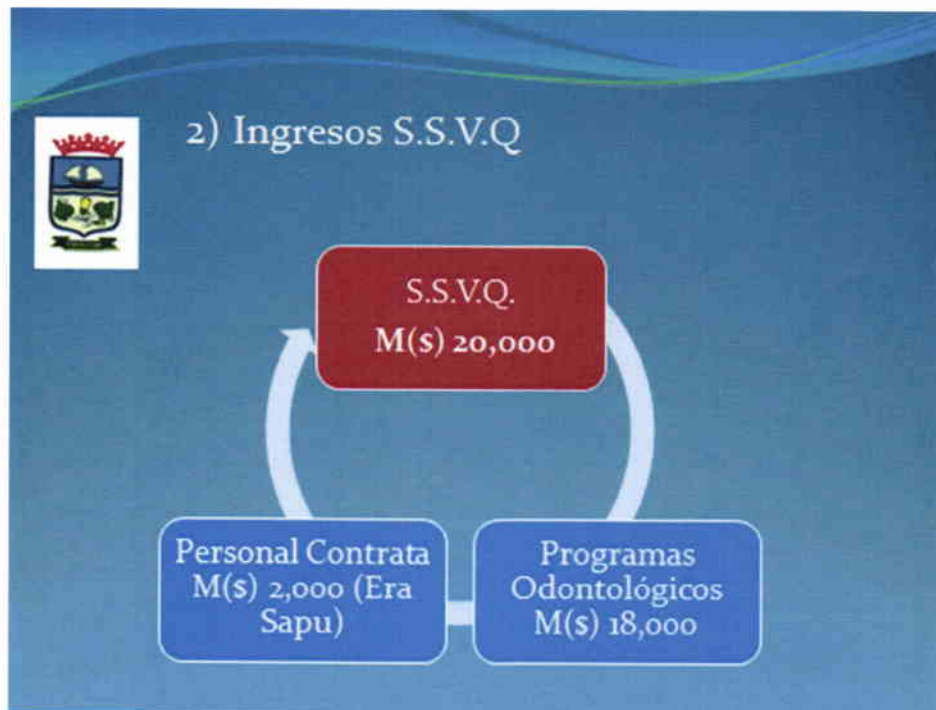 2) Ingresos S.S.V.Q
S.S.V.Q.
M($) 20,000
Personal Contrata
M($) 2,000 (Era
Sapu)
Programas
Odontológicos
M($) 18,000